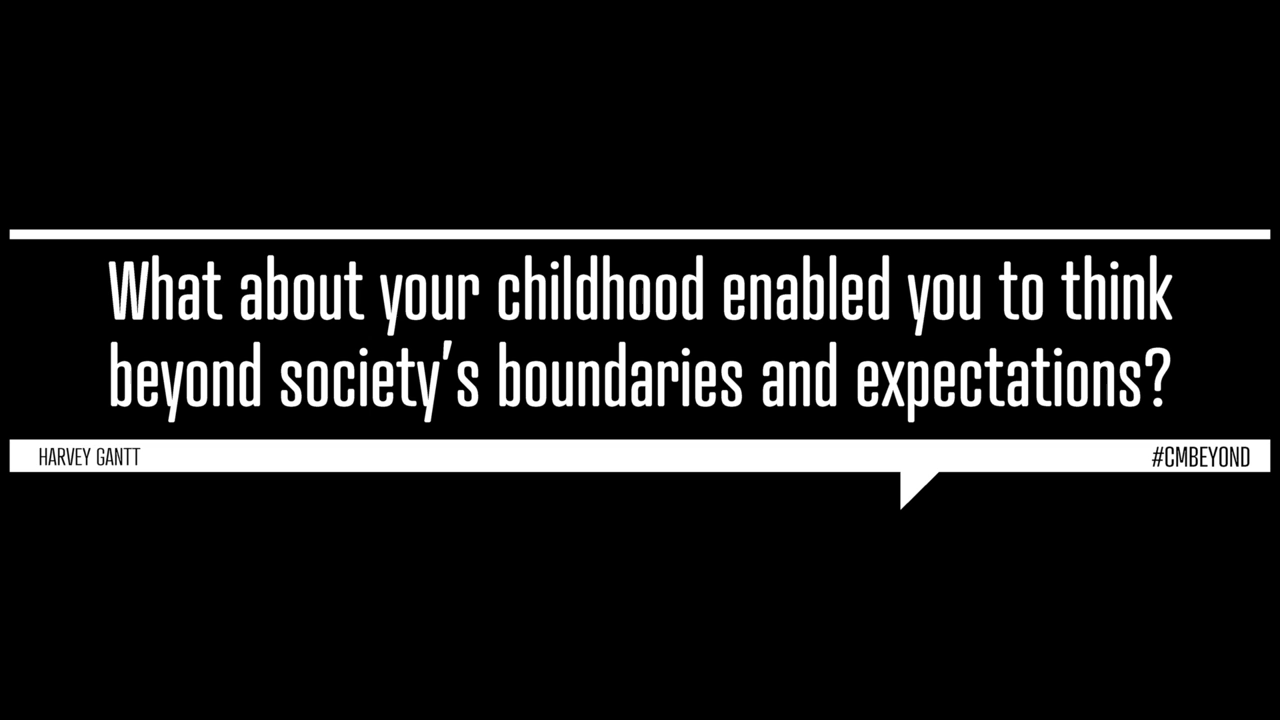 What about your childhood enabled you to think
beyond society's boundaries and expectations?
HARVEY GANTT
#CMBEYOND